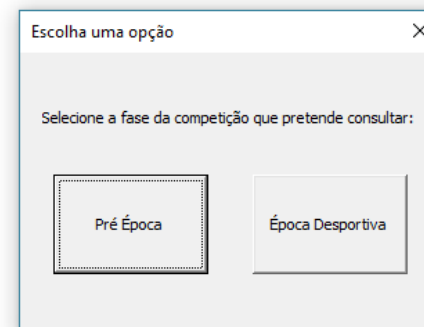 Escolha uma opção
Selecione a fase da competição que pretende consultar:
Pré Época
Época Desportiva